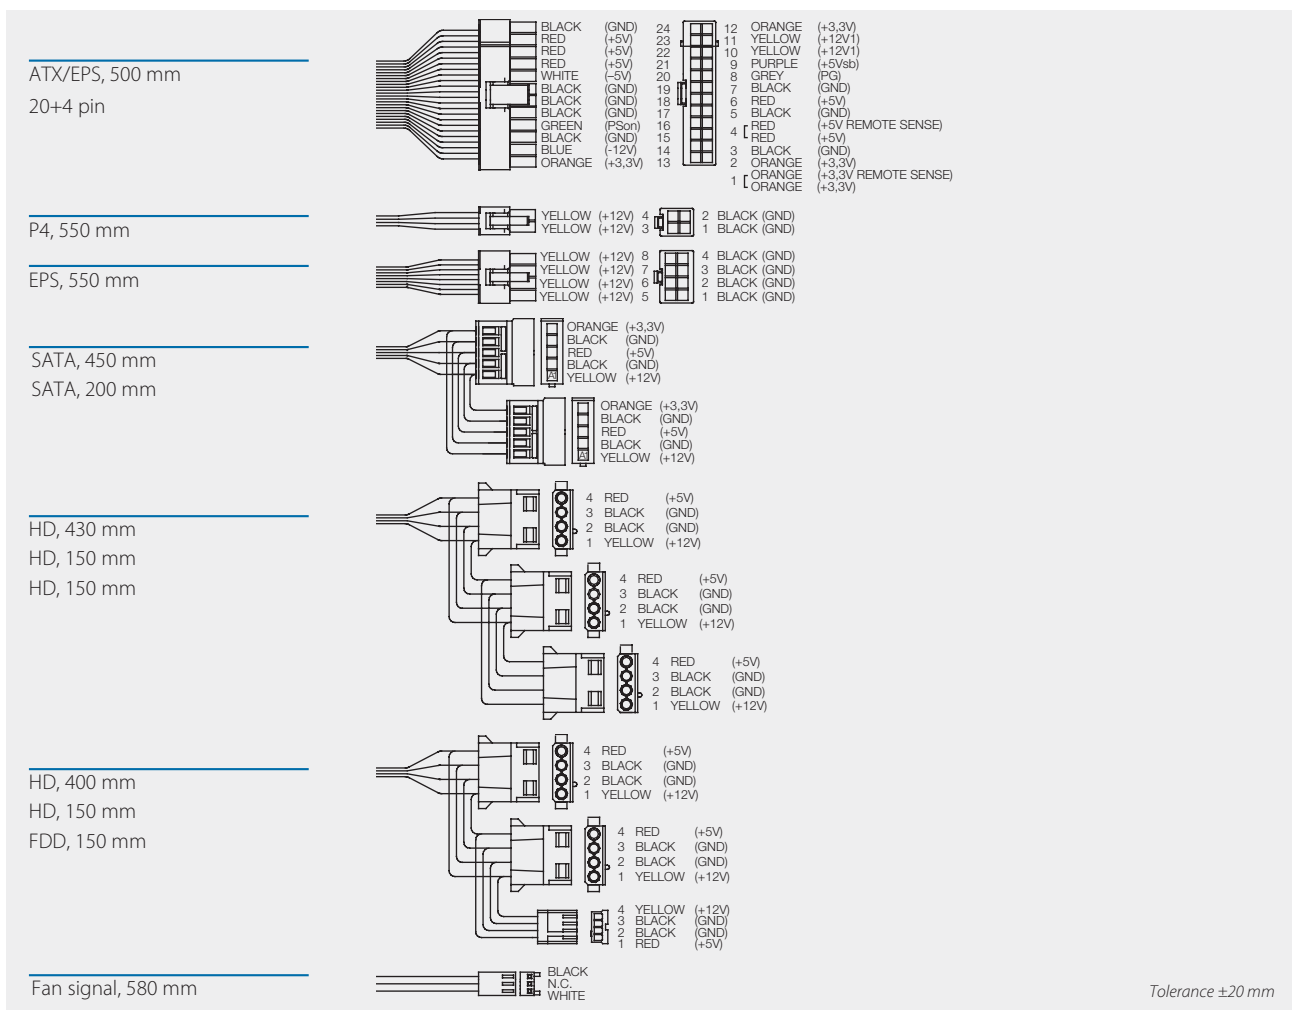 ATX/EPS, 500 mm
20+4 pin
BLACK (GND) 24
RED (+5V) 23
RED (+5V) 22
RED (+5V) 21
WHITE (–5V) 20
BLACK (GND) 19
BLACK (GND) 18
BLACK (GND) 17
GREEN (PSon) 16
BLACK (GND) 15
BLUE (-12V) 14
ORANGE (+3,3V) 13
12 ORANGE (+3,3V)
11 YELLOW (+12V1)
10 YELLOW (+12V1)
9 PURPLE (+5Vsb)
8 GREY (PG)
7 BLACK (GND)
6 RED (+5V)
5 BLACK (GND)
4 [ RED (+5V REMOTE SENSE)
RED (+5V)
3 BLACK (GND)
2 ORANGE (+3,3V)
1 [ ORANGE (+3,3V REMOTE SENSE)
ORANGE (+3,3V)
P4, 550 mm
YELLOW (+12V) 4 2 BLACK (GND)
YELLOW (+12V) 3 1 BLACK (GND)
EPS, 550 mm
YELLOW (+12V) 8 4 BLACK (GND)
YELLOW (+12V) 7 3 BLACK (GND)
YELLOW (+12V) 6 2 BLACK (GND)
YELLOW (+12V) 5 1 BLACK (GND)
SATA, 450 mm
SATA, 200 mm
ORANGE (+3,3V)
BLACK (GND)
RED (+5V)
BLACK (GND)
A1 YELLOW (+12V)
ORANGE (+3,3V)
BLACK (GND)
RED (+5V)
BLACK (GND)
A1 YELLOW (+12V)
HD, 430 mm
HD, 150 mm
HD, 150 mm
4 RED (+5V)
3 BLACK (GND)
2 BLACK (GND)
1 YELLOW (+12V)
4 RED (+5V)
3 BLACK (GND)
2 BLACK (GND)
1 YELLOW (+12V)
4 RED (+5V)
3 BLACK (GND)
2 BLACK (GND)
1 YELLOW (+12V)
HD, 400 mm
HD, 150 mm
FDD, 150 mm
4 RED (+5V)
3 BLACK (GND)
2 BLACK (GND)
1 YELLOW (+12V)
4 RED (+5V)
3 BLACK (GND)
2 BLACK (GND)
1 YELLOW (+12V)
4 YELLOW (+12V)
3 BLACK (GND)
2 BLACK (GND)
1 RED (+5V)
Fan signal, 580 mm
BLACK
N.C.
WHITE
Tolerance ±20 mm